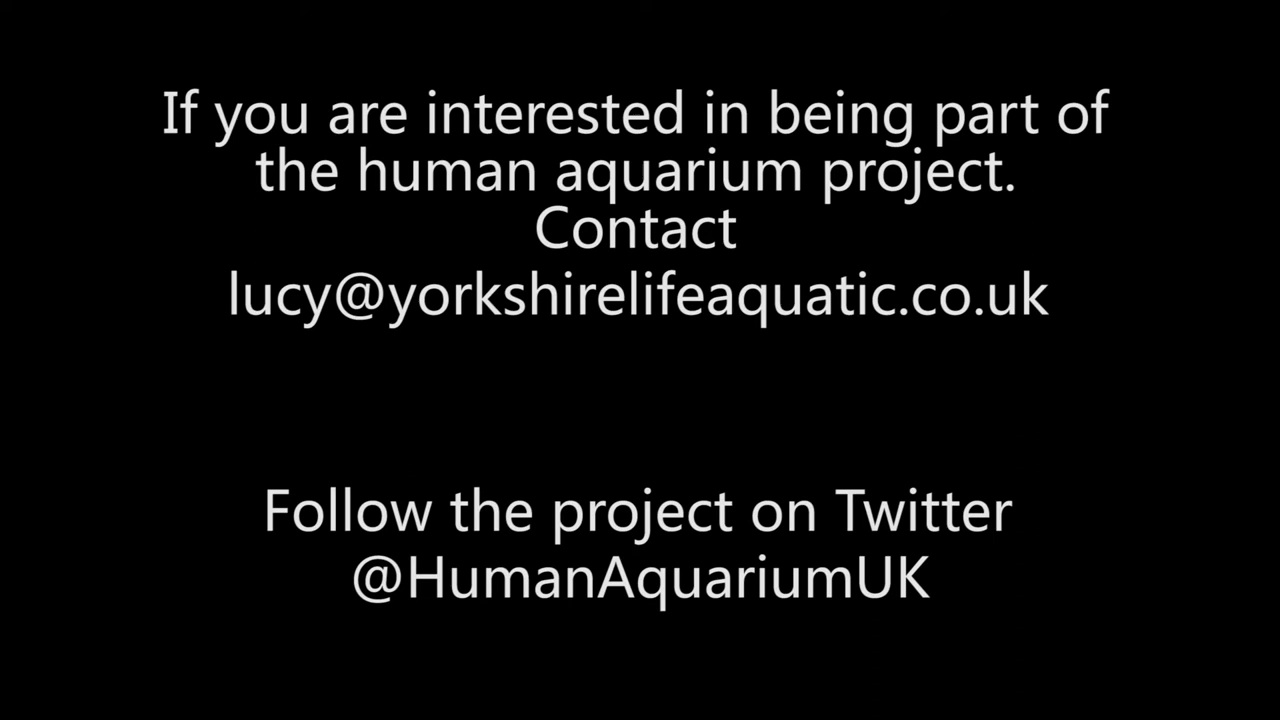 If you are interested in being part of
the human aquarium project.
Contact
lucy@yorkshirelifeaquatic.co.uk
Follow the project on Twitter
@HumanAquariumUK